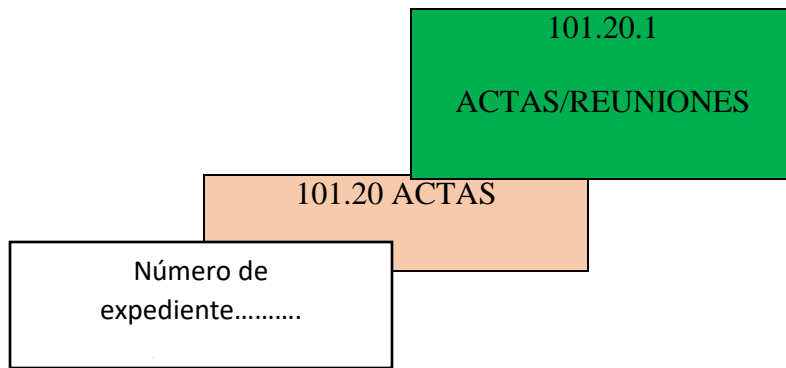 101.20.1
ACTAS/REUNIONES
101.20 ACTAS
Número de
expediente..........